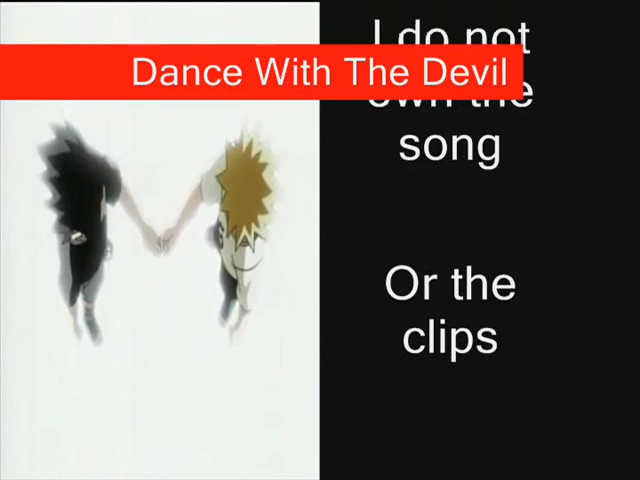 I do not
Dance With The Devil
own the
song
Or the
clips